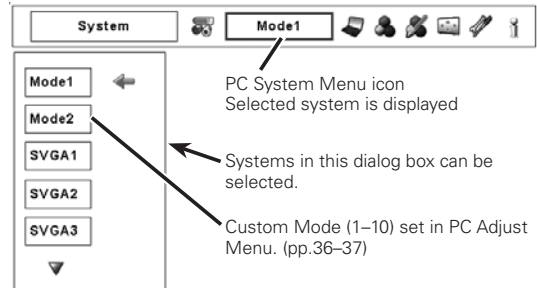 System
Mode1
Mode1
Mode2
SVGA1
SVGA2
SVGA3
PC System Menu icon
Selected system is displayed
Systems in this dialog box can be
selected.
Custom Mode (1–10) set in PC Adjust
Menu. (pp.36–37)